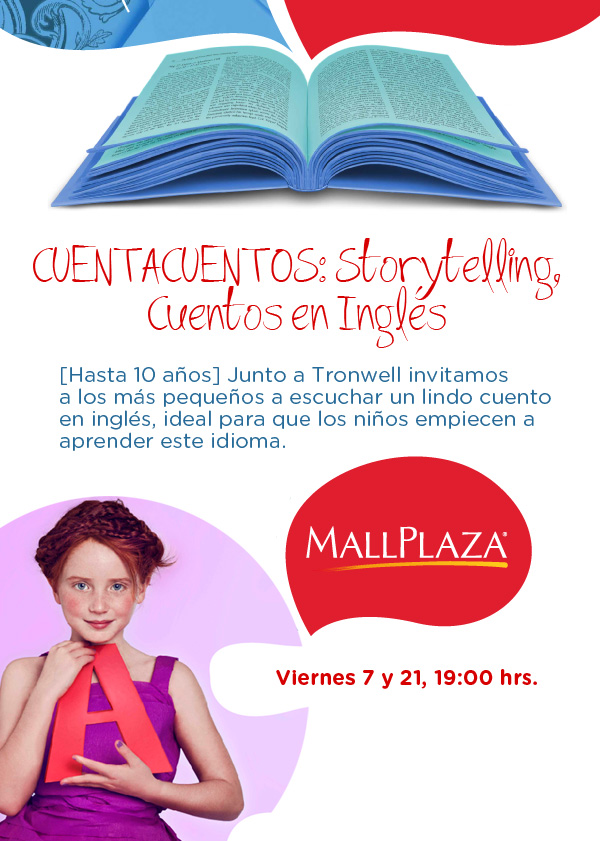 CUENTACUENTOS: Storytelling,
Cuentos en Inglés
[Hasta 10 años] Junto a Tronwell invitamos
a los más pequeños a escuchar un lindo cuento
en inglés, ideal para que los niños empiecen a
aprender este idioma.
MALLPLAZA®
Viernes 7 y 21, 19:00 hrs.
A